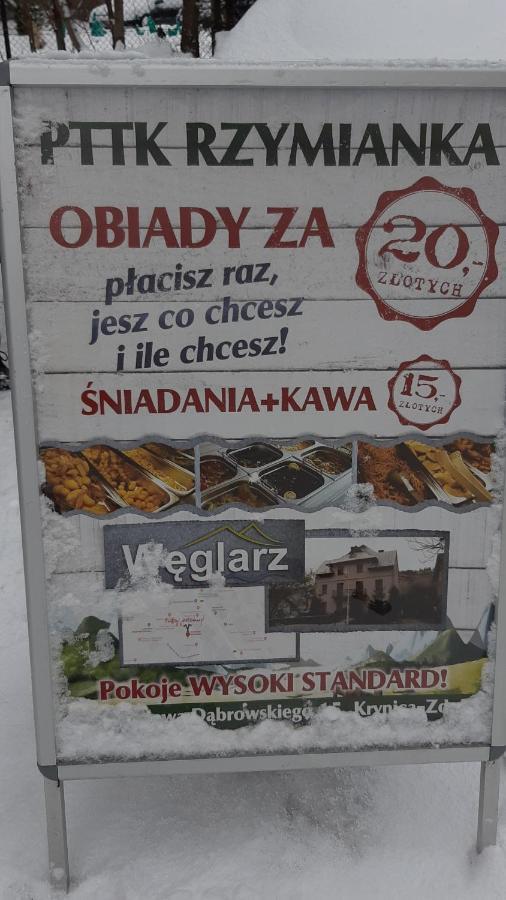 PTTK RZYMIANKA
OBIADY ZA
20,-
ZŁOTYCH
płacisz raz,
jesz co chcesz
i ile chcesz!
ŚNIADANIA+KAWA
15,-
ZŁOTYCH
Węglarz
Pokoje WYSOKI STANDARD!
Dąbrowskiego 15, Krynica-Zd